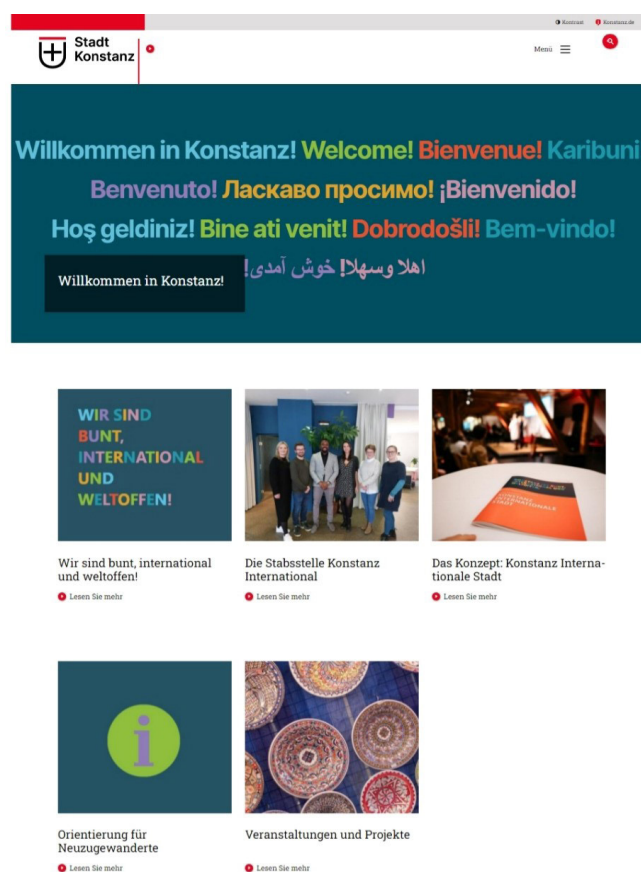 Kontrast Konstanz.de
Stadt
Konstanz
Menü
Willkommen in Konstanz! Welcome! Bienvenue! Karibuni
Benvenuto! Ласкаво просимо! ¡Bienvenido!
Hoş geldiniz! Bine ati venit! Dobrodošli! Bem-vindo!
اهلا وسهلا! خوش آمدی!
Willkommen in Konstanz!
WIR SIND
BUNT,
INTERNATIONAL
UND
WELTOFFEN!
KONSTANZ
INTERNATIONALE
STADT
Wir sind bunt, international
und weltoffen!
Lesen Sie mehr
Die Stabsstelle Konstanz
International
Lesen Sie mehr
Das Konzept: Konstanz Interna-
tionale Stadt
Lesen Sie mehr
i
Orientierung für
Neuzugewanderte
Lesen Sie mehr
Veranstaltungen und Projekte
Lesen Sie mehr